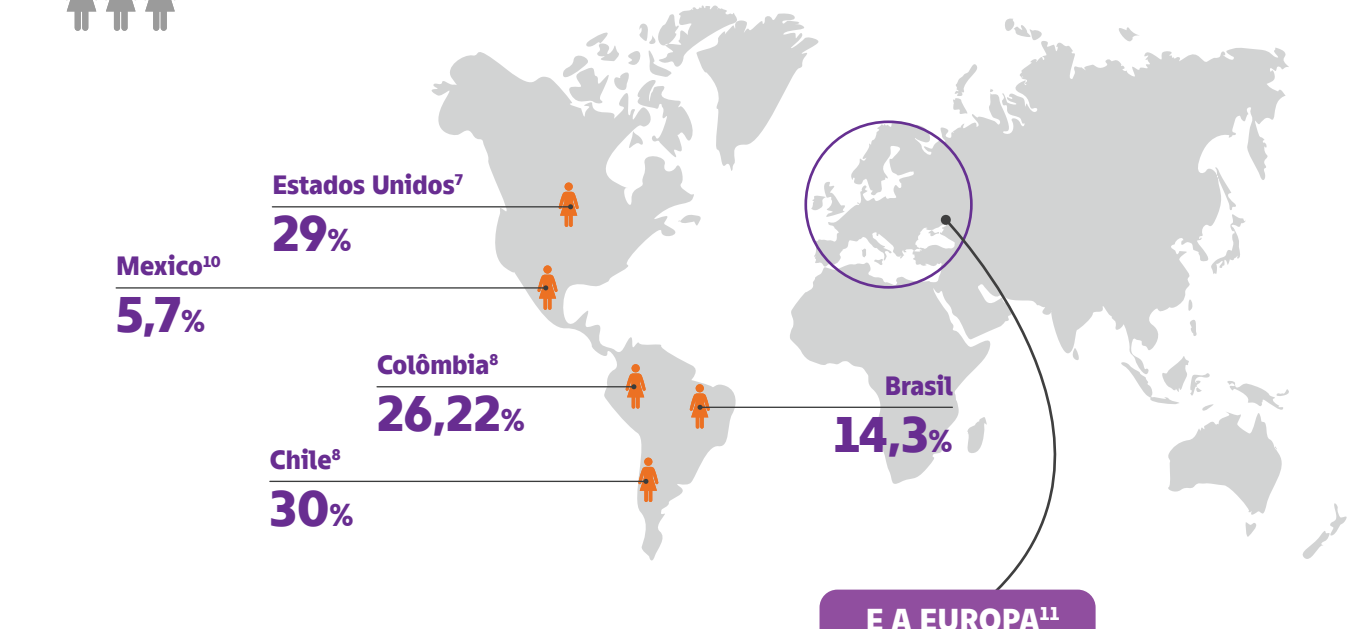 Estados Unidos⁷
29%
Mexico¹⁰
5,7%
Colômbia⁸
26,22%
Brasil
14,3%
Chile⁸
30%
E A EUROPA¹¹